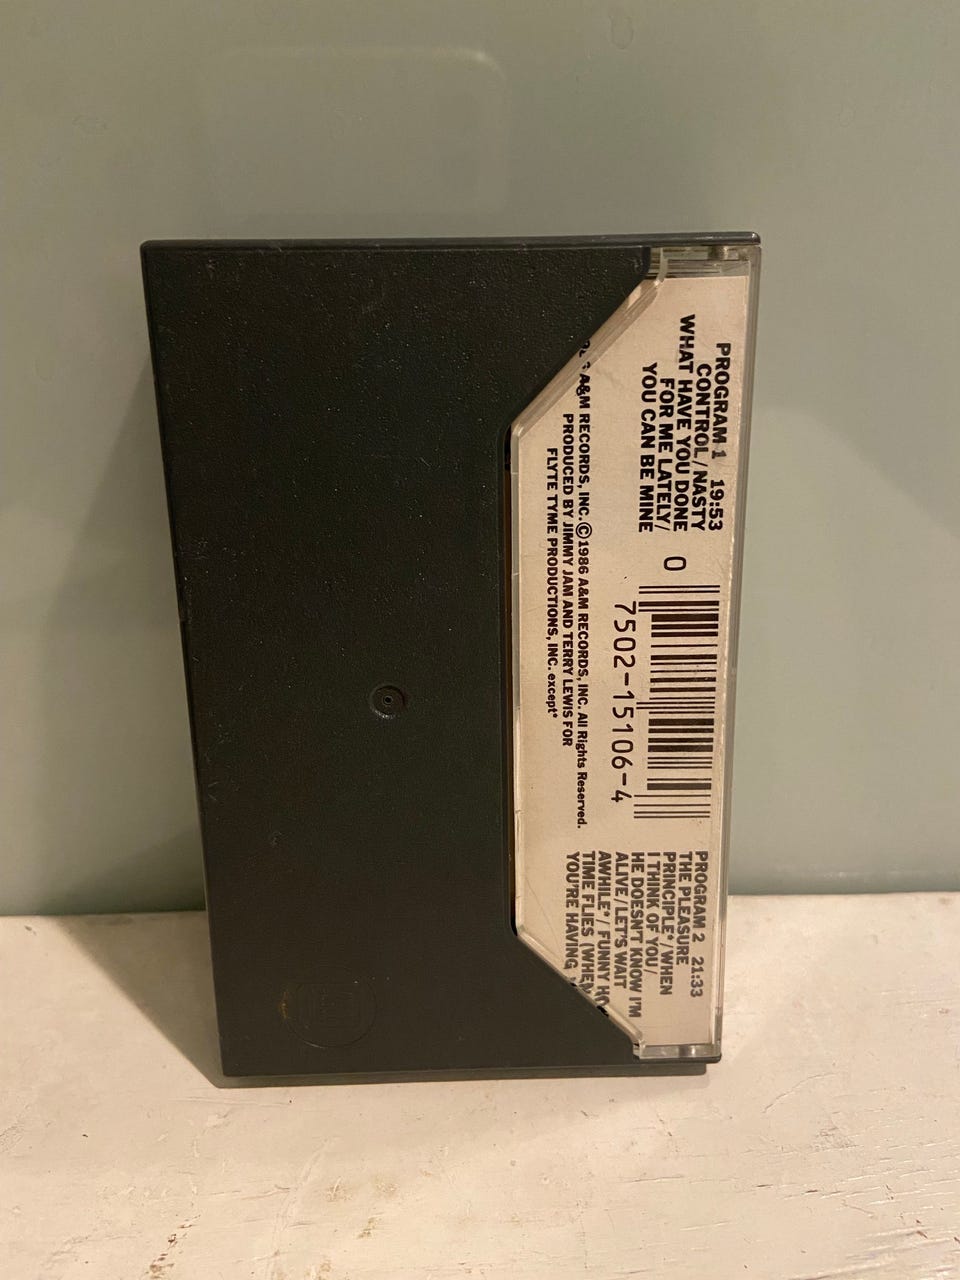 PROGRAM 1 19:53
CONTROL/NASTY
WHAT HAVE YOU DONE
FOR ME LATELY/
YOU CAN BE MINE
0 7502-15106-4
A&M RECORDS, INC. ©1986 A&M RECORDS, INC. All Rights Reserved.
PRODUCED BY JIMMY JAM AND TERRY LEWIS FOR
FLYTE TYME PRODUCTIONS, INC. except*
PROGRAM 2 21:33
THE PLEASURE
PRINCIPLE*/WHEN
I THINK OF YOU/
HE DOESN'T KNOW I'M
ALIVE/LET'S WAIT
AWHILE*/FUNNY
TIME FLIES (WHEN
YOU'RE HAVING